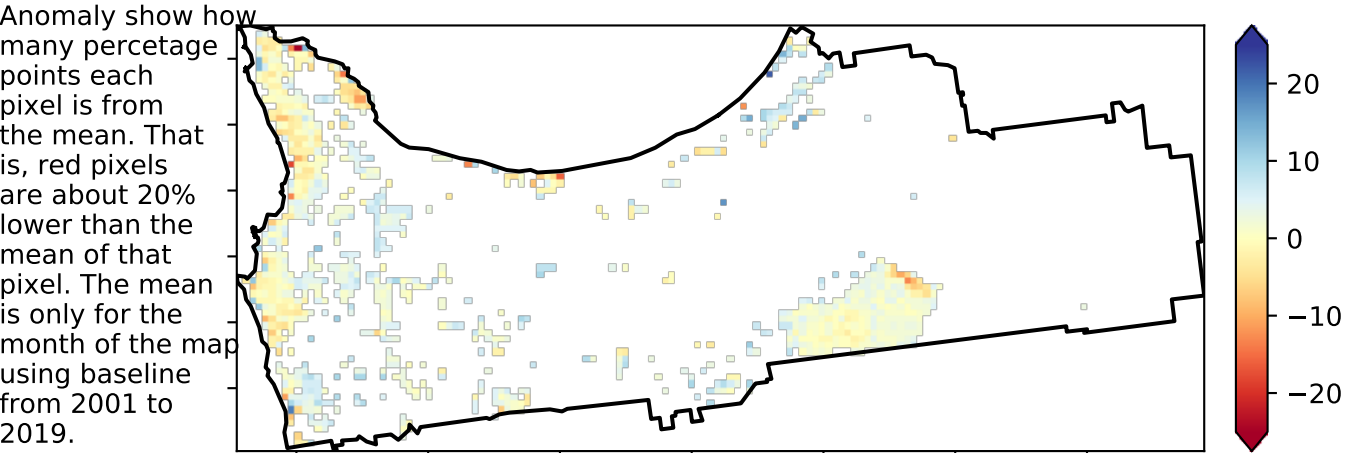 Anomaly show how
many percetage
points each
pixel is from
the mean. That
is, red pixels
are about 20%
lower than the
mean of that
pixel. The mean
is only for the
month of the map
using baseline
from 2001 to
2019.
20
10
0
−10
−20